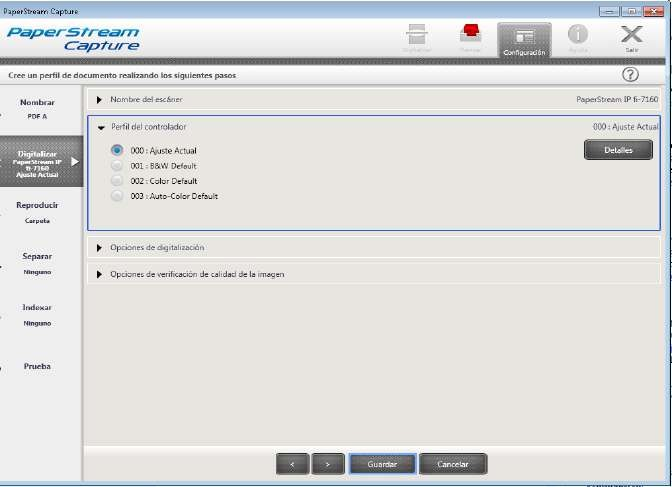 PaperStream Capture
PaperStream
Capture
Configuración
Ayuda
Salir
Cree un perfil de documento realizando los siguientes pasos
Nombrar
PDF A
Digitalizar
PaperStream IP
fi-7160
Ajuste Actual
Reproducir
Carpeta
Separar
Ninguno
Indexar
Ninguno
Prueba
Nombre del escáner
PaperStream IP fi-7160
Perfil del controlador
000 : Ajuste Actual
000 : Ajuste Actual
Detalles
001 : B&W Default
002 : Color Default
003 : Auto-Color Default
Opciones de digitalización
Opciones de verificación de calidad de la imagen
<
>
Guardar
Cancelar